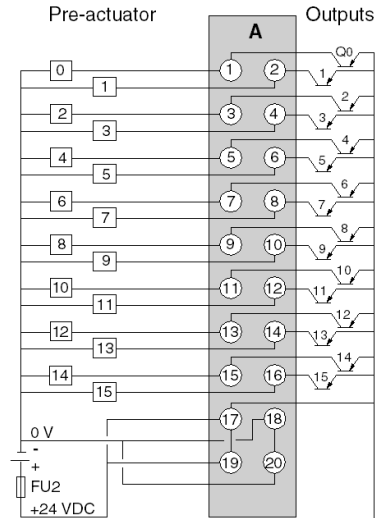 Pre-actuator Outputs
A
Q0
0 1 2 1
1
2
2 3 4 3
3
4
4 5 6 5
5
6
6 7 8 7
7
8
8 9 10 9
9
10
10 11 12 11
11
12
12 13 14 13
13
14
14 15 16 15
15
17 18
0 V
-
+ 19 20
FU2
+24 VDC